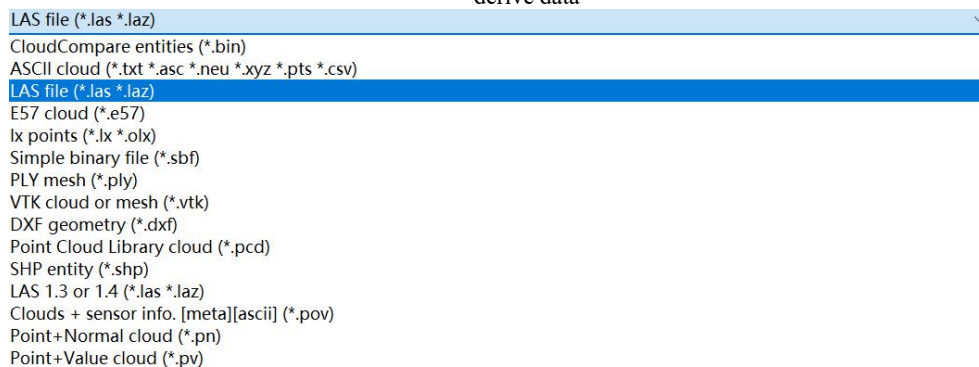 derive data
LAS file (*.las *.laz)
CloudCompare entities (*.bin)
ASCII cloud (*.txt *.asc *.neu *.xyz *.pts *.csv)
LAS file (*.las *.laz)
E57 cloud (*.e57)
lx points (*.lx *.olx)
Simple binary file (*.sbf)
PLY mesh (*.ply)
VTK cloud or mesh (*.vtk)
DXF geometry (*.dxf)
Point Cloud Library cloud (*.pcd)
SHP entity (*.shp)
LAS 1.3 or 1.4 (*.las *.laz)
Clouds + sensor info. [meta][ascii] (*.pov)
Point+Normal cloud (*.pn)
Point+Value cloud (*.pv)